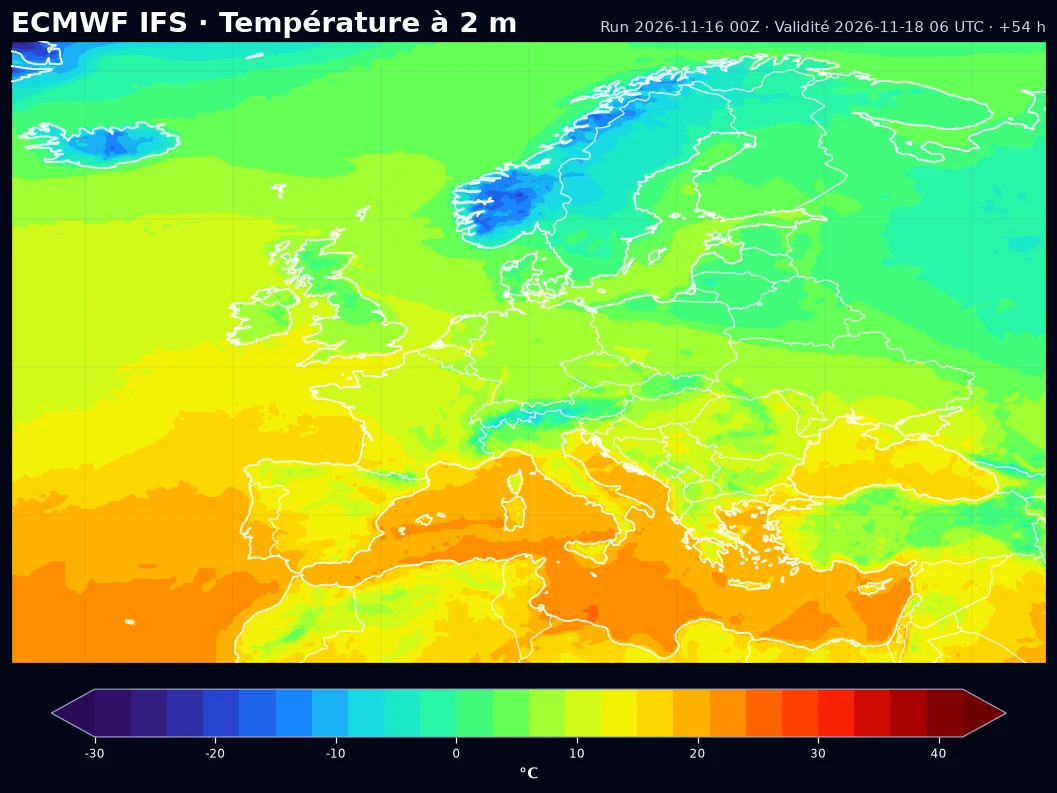 ECMWF IFS · Température à 2 m
Run 2026-11-16 00Z · Validité 2026-11-18 06 UTC · +54 h
-30 -20 -10 0 10 20 30 40
°C